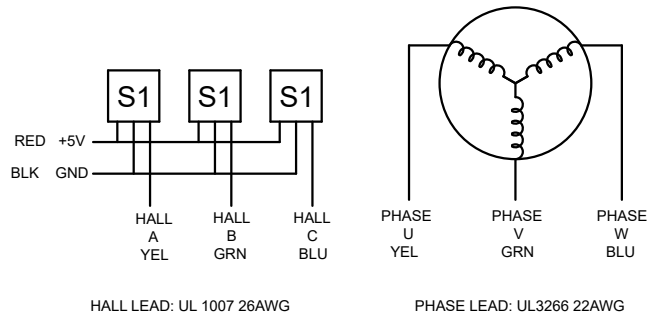 S1 S1 S1
RED +5V
BLK GND
HALL A YEL
HALL B GRN
HALL C BLU
PHASE U YEL
PHASE V GRN
PHASE W BLU
HALL LEAD: UL 1007 26AWG
PHASE LEAD: UL3266 22AWG